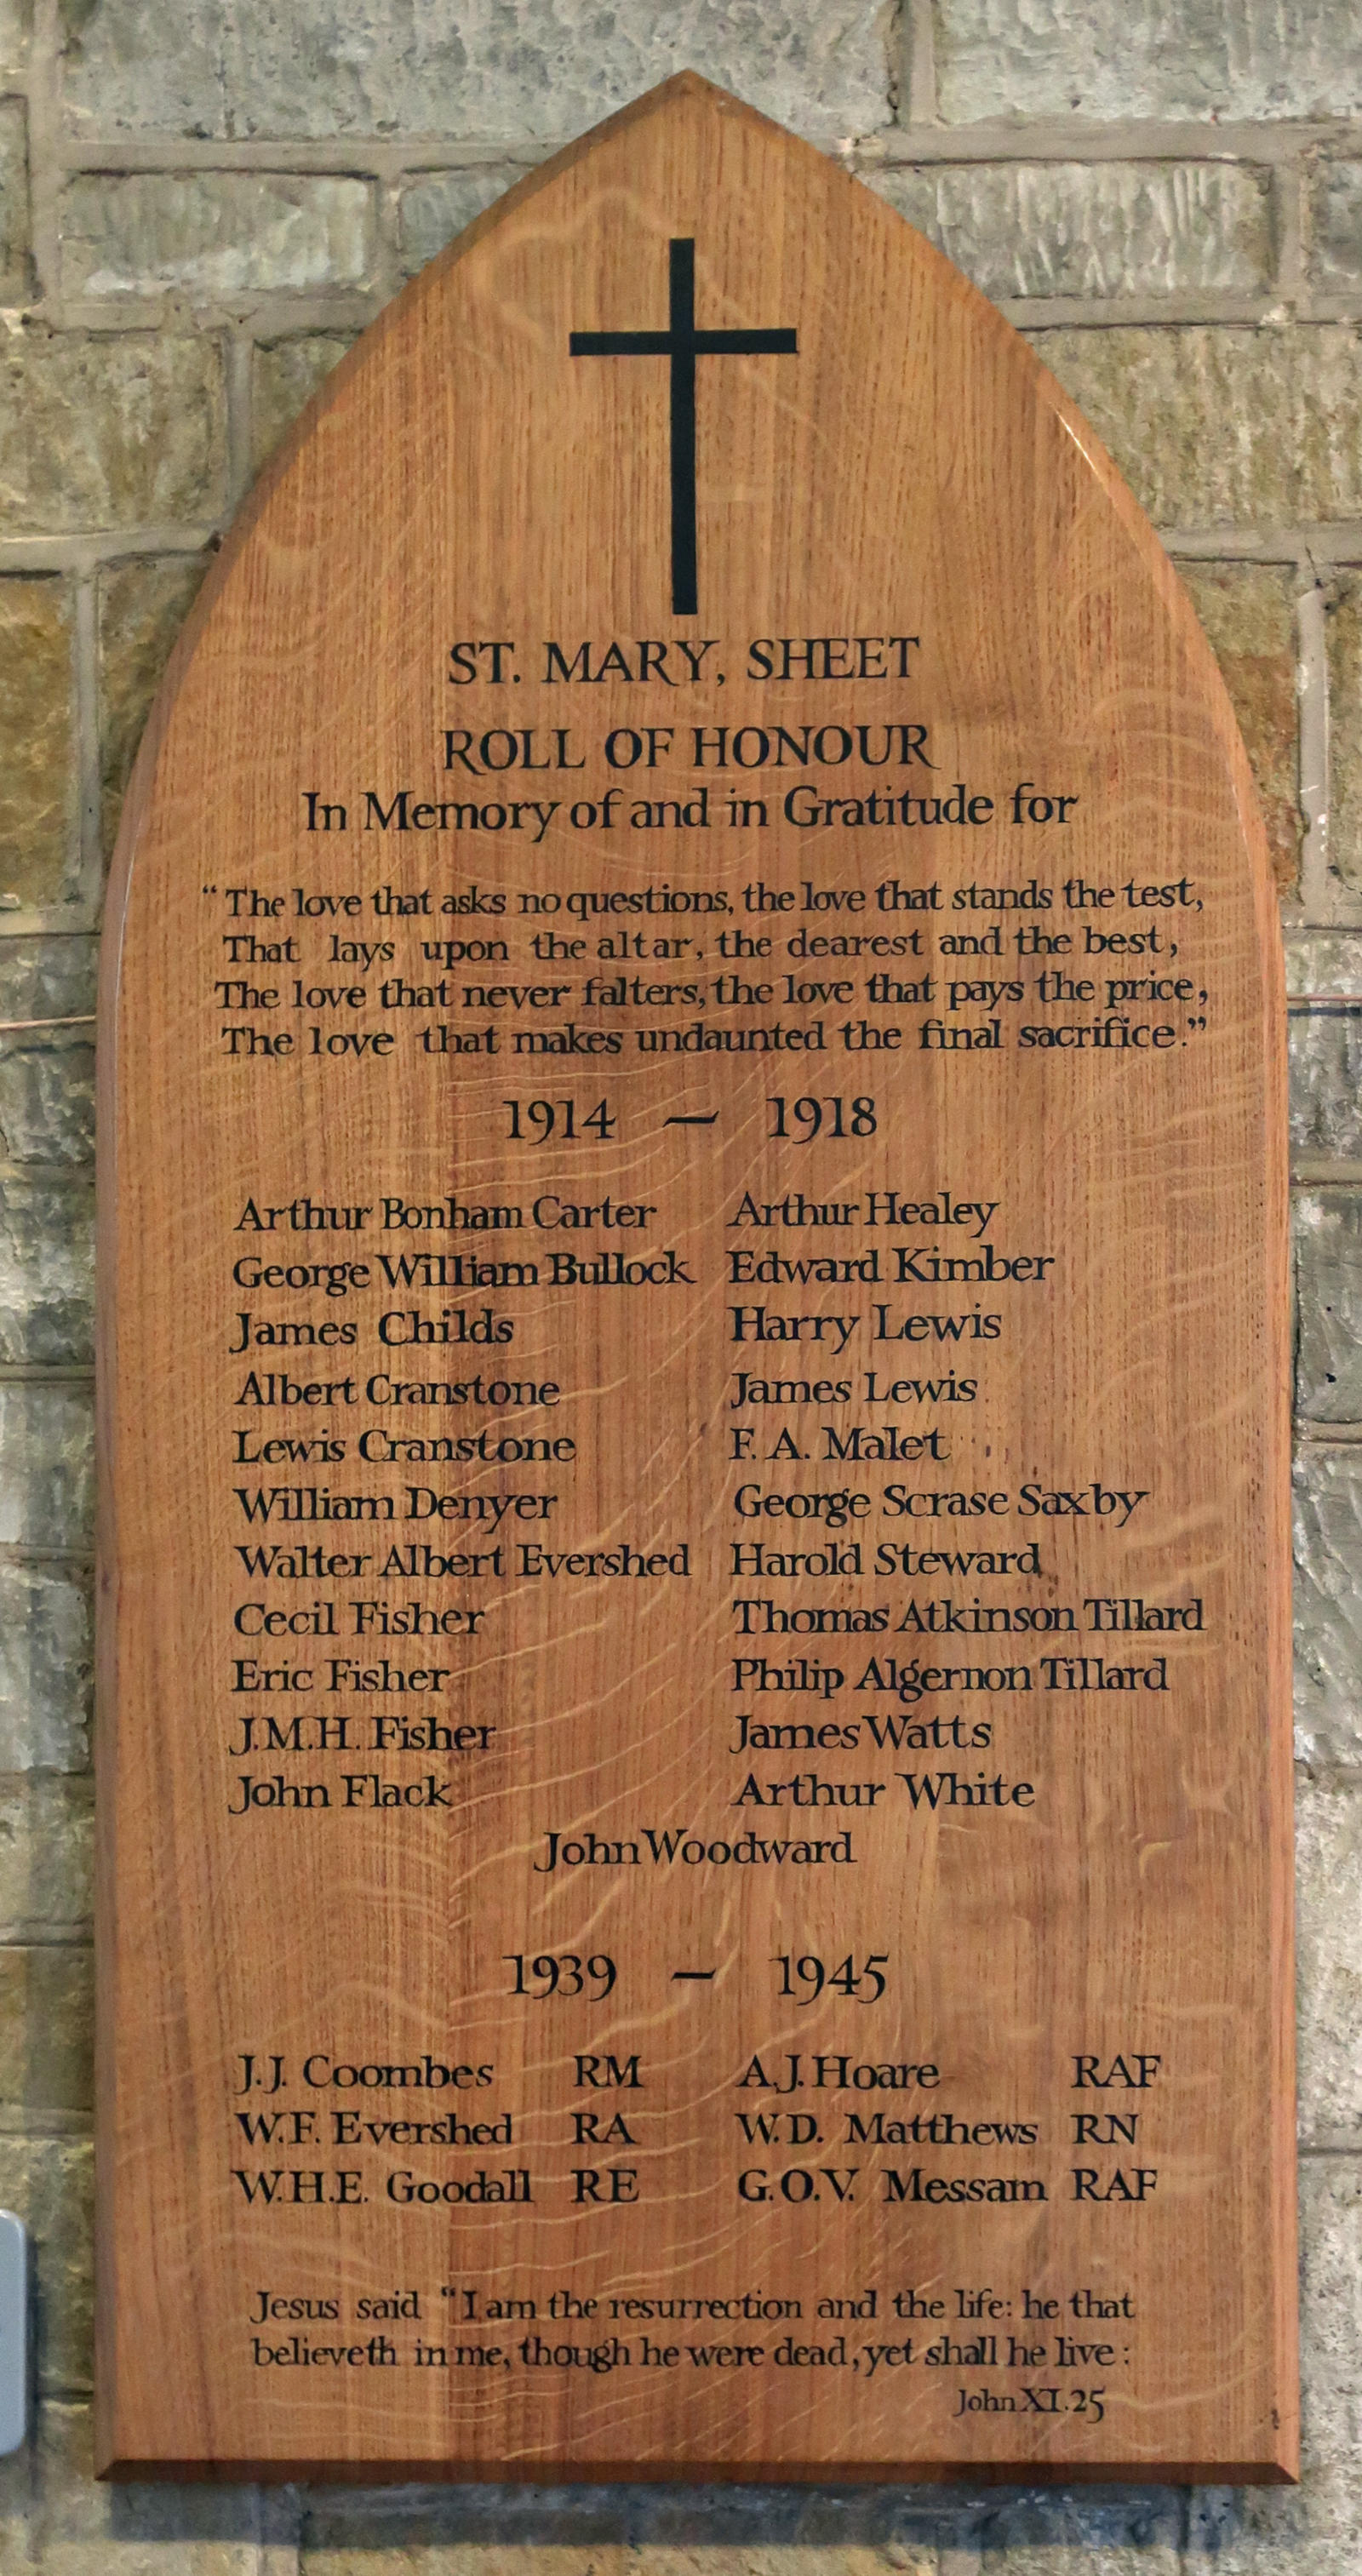 ST. MARY, SHEET
ROLL OF HONOUR
In Memory of and in Gratitude for
“The love that asks no questions, the love that stands the test,
That lays upon the altar, the dearest and the best,
The love that never falters, the love that pays the price,
The love that makes undaunted the final sacrifice.”
1914 — 1918
Arthur Bonham Carter Arthur Healey
George William Bullock Edward Kimber
James Childs Harry Lewis
Albert Cranstone James Lewis
Lewis Cranstone F. A. Malet
William Denyer George Scrase Saxby
Walter Albert Evershed Harold Steward
Cecil Fisher Thomas Atkinson Tillard
Eric Fisher Philip Algernon Tillard
J.M.H. Fisher James Watts
John Flack Arthur White
John Woodward
1939 — 1945
J.J. Coombes RM A.J. Hoare RAF
W.F. Evershed RA W.D. Matthews RN
W.H.E. Goodall RE G.O.V. Messam RAF
Jesus said “I am the resurrection and the life: he that
believeth in me, though he were dead, yet shall he live:
John XI.25